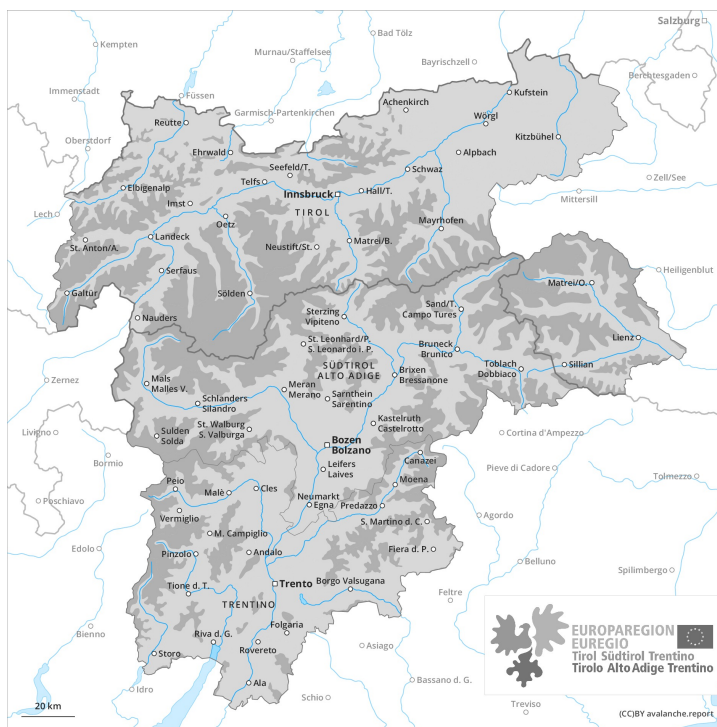 Salzburg
Kempten
Bad Tölz
Murnau/Staffelsee
Bayrischzell
Berchtesgaden
Immenstadt
Füssen
Garmisch-Partenkirchen
Achenkirch
Kufstein
Reutte
Wörgl
Oberstdorf
Ehrwald
Kitzbühel
Alpbach
Seefeld/T.
Schwaz
Telfs
Zell/See
Elbigenalp
Innsbruck
Hall/T.
Mittersill
Imst
TIROL
Lech
Oetz
Mayrhofen
St. Anton/A.
Landeck
Neustift/St.
Matrei/B.
Serfaus
Heiligenblut
Matrei/O.
Galtür
Sölden
Sand/T.
Campo Tures
Nauders
Sterzing
Vipiteno
St. Leonhard/P.
S. Leonardo i. P.
Lienz
Bruneck
Brunico
Toblach
Dobbiaco
Sillian
SÜDTIROL
ALTO ADIGE
Brixen
Bressanone
Zernez
Mals
Malles V.
Meran
Merano
Sarnthein
Sarentino
Schlanders
Silandro
St. Walburg
S. Valburga
Kastelruth
Castelrotto
Livigno
Sulden
Solda
Bozen
Bolzano
Cortina d'Ampezzo
Bormio
Canazei
Leifers
Laives
Pieve di Cadore
Tolmezzo
Peio
Malè
Cles
Moena
Poschiavo
Neumarkt
Egna
Predazzo
Vermiglio
Agordo
S. Martino d. C.
M. Campiglio
Edolo
Pinzolo
Andalo
Fiera d. P.
Belluno
Spilimbergo
Tione d. T.
Trento
Borgo Valsugana
Feltre
TRENTINO
Bienno
Folgaria
Riva d. G.
Storo
Rovereto
Asiago
EUROPAREGION
EUREGIO
Tirol Südtirol Trentino
Tirolo Alto Adige Trentino
Idro
Ala
Bassano d. G.
Schio
Treviso
20 km
(CC)BY avalanche.report